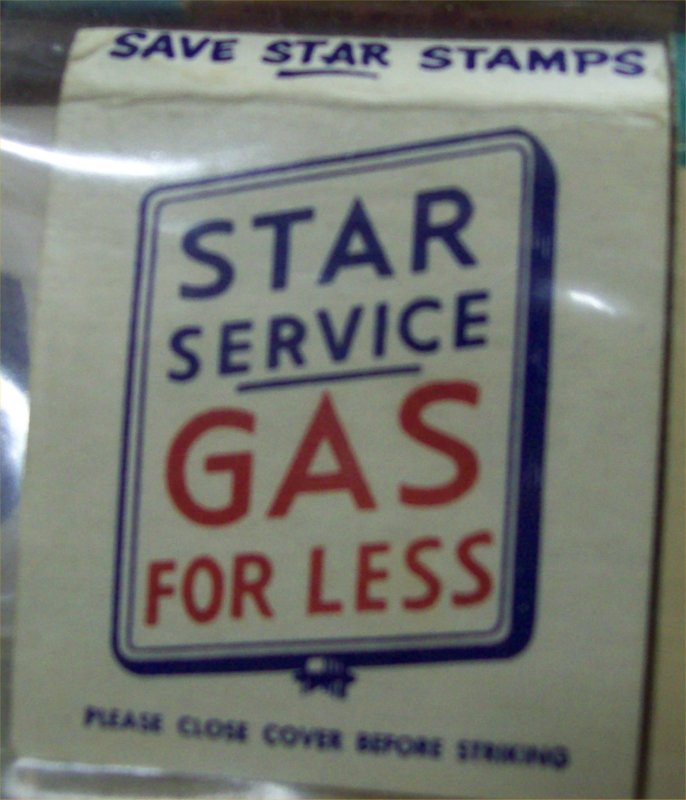 SAVE STAR STAMPS
STAR
SERVICE
GAS
FOR LESS
PLEASE CLOSE COVER BEFORE STRIKING